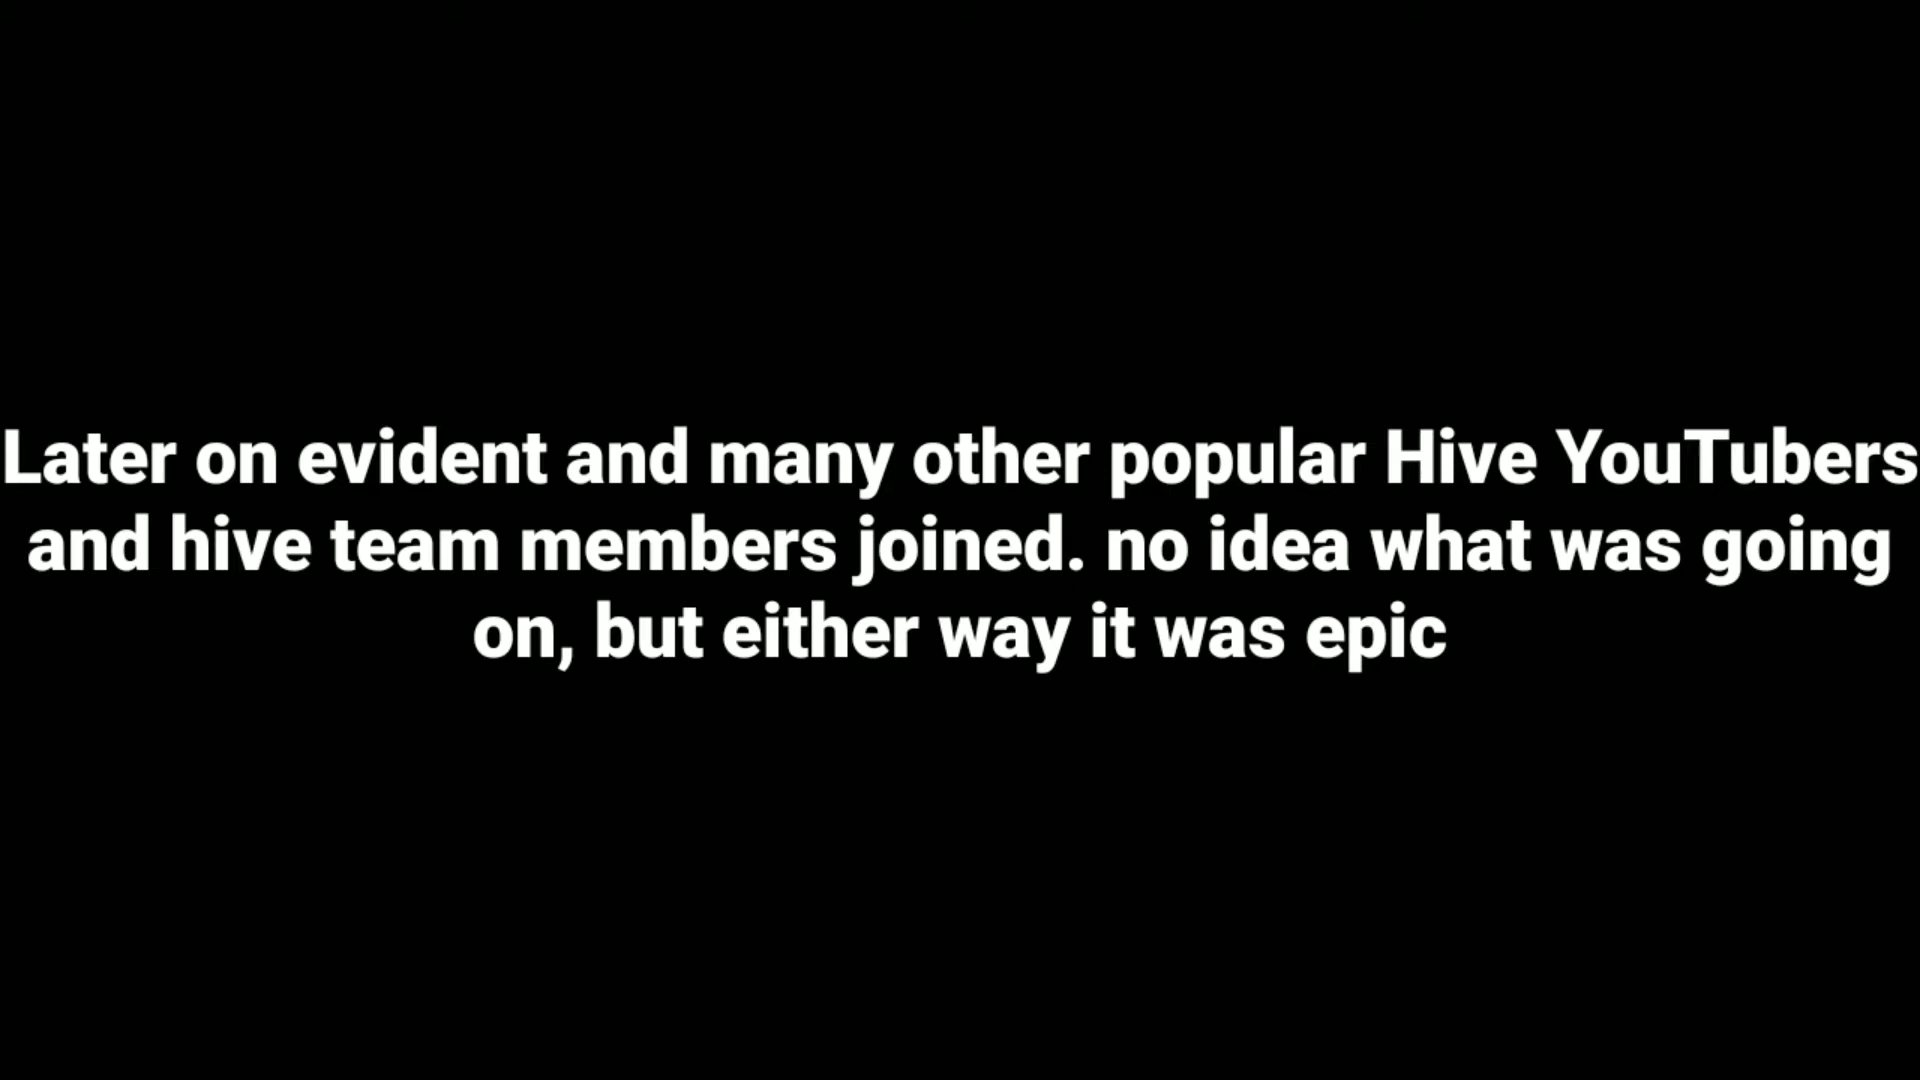 Later on evident and many other popular Hive YouTubers
and hive team members joined. no idea what was going
on, but either way it was epic